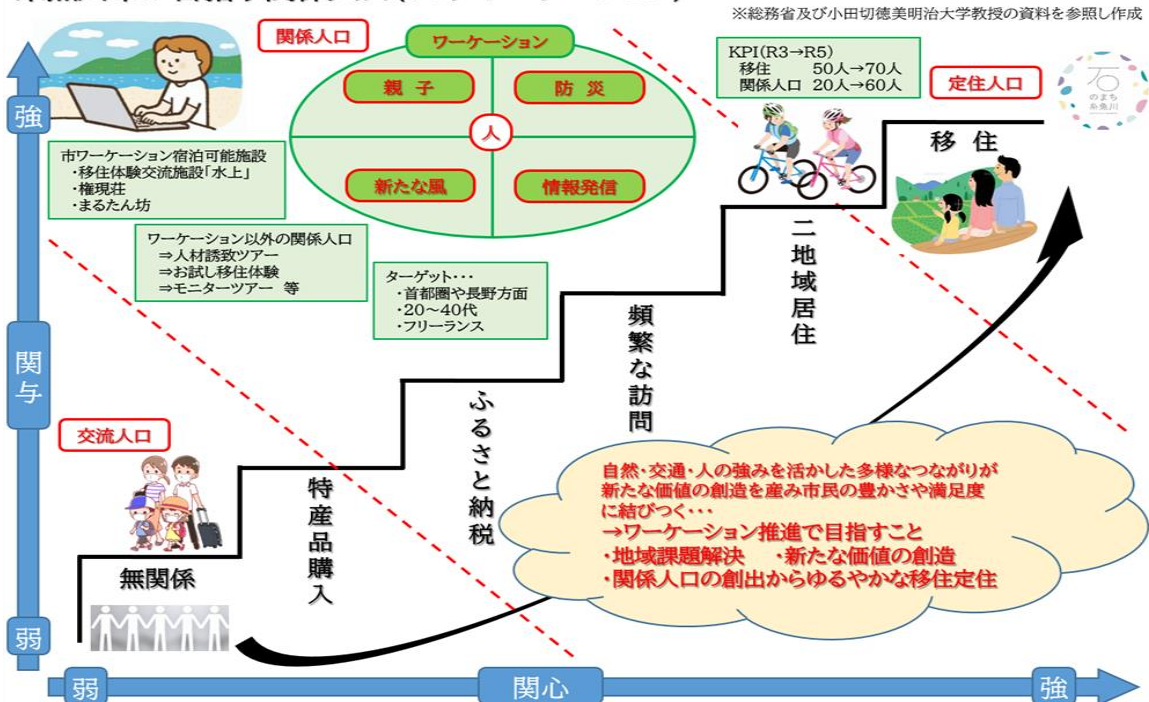 ※総務省及び小田切徳美明治大学教授の資料を参照し作成
関係人口
ワーケーション
親 子
防 災
人
新たな風
情報発信
KPI(R3→R5)
移住 50人→70人
関係人口 20人→60人
定住人口
石
のまち
糸魚川
強
市ワーケーション宿泊可能施設
・移住体験交流施設「水上」
・権現荘
・まるたん坊
ワーケーション以外の関係人口
⇒人材誘致ツアー
⇒お試し移住体験
⇒モニターツアー 等
ターゲット・・・
・首都圏や長野方面
・20～40代
・フリーランス
移 住
二地域居住
頻繁な訪問
ふるさと納税
特産品購入
無関係
関与
交流人口
自然・交通・人の強みを活かした多様なつながりが
新たな価値の創造を産み市民の豊かさや満足度
に結びつく・・・
→ワーケーション推進で目指すこと
・地域課題解決 ・新たな価値の創造
・関係人口の創出からゆるやかな移住定住
弱
弱
関心
強